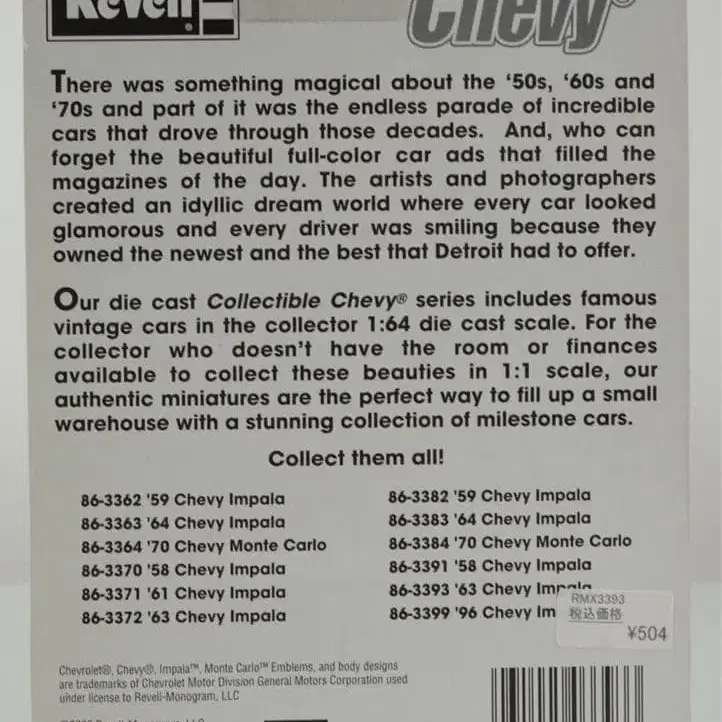 Revell
Chevy®
There was something magical about the ‘50s, ‘60s and
‘70s and part of it was the endless parade of incredible
cars that drove through those decades. And, who can
forget the beautiful full-color car ads that filled the
magazines of the day. The artists and photographers
created an idyllic dream world where every car looked
glamorous and every driver was smiling because they
owned the newest and the best that Detroit had to offer.
Our die cast Collectible Chevy® series includes famous
vintage cars in the collector 1:64 die cast scale. For the
collector who doesn’t have the room or finances
available to collect these beauties in 1:1 scale, our
authentic miniatures are the perfect way to fill up a small
warehouse with a stunning collection of milestone cars.
Collect them all!
86-3362 '59 Chevy Impala
86-3363 '64 Chevy Impala
86-3364 '70 Chevy Monte Carlo
86-3370 '58 Chevy Impala
86-3371 '61 Chevy Impala
86-3372 '63 Chevy Impala
86-3382 '59 Chevy Impala
86-3383 '64 Chevy Impala
86-3384 '70 Chevy Monte Carlo
86-3391 '58 Chevy Impala
86-3393 '63 Chevy Impala
86-3399 '96 Chevy Im
RMX3393
税込価格
¥504
Chevrolet®, Chevy®, Impala™, Monte Carlo™ Emblems, and body designs
are trademarks of Chevrolet Motor Division General Motors Corporation used
under license to Revell-Monogram, LLC